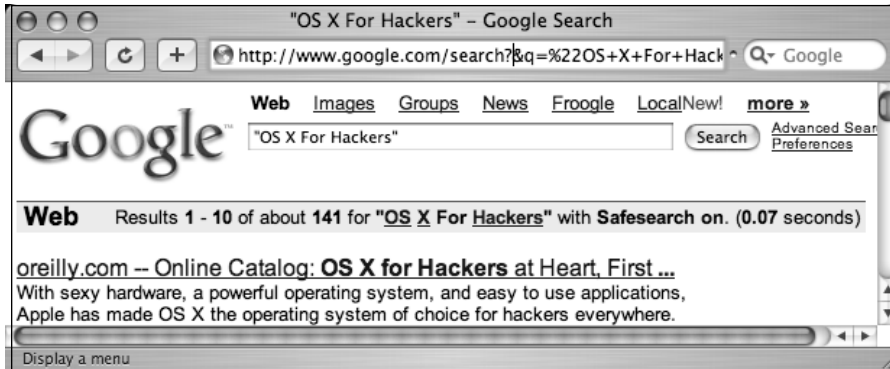 "OS X For Hackers" – Google Search
http://www.google.com/search?&q=%22OS+X+For+Hack
Google
Web Images Groups News Froogle LocalNew! more »
Google™
"OS X For Hackers"
Search
Advanced Sear
Preferences
Web Results 1 - 10 of about 141 for "OS X For Hackers" with Safesearch on. (0.07 seconds)
oreilly.com -- Online Catalog: OS X for Hackers at Heart, First ...
With sexy hardware, a powerful operating system, and easy to use applications,
Apple has made OS X the operating system of choice for hackers everywhere.
Display a menu